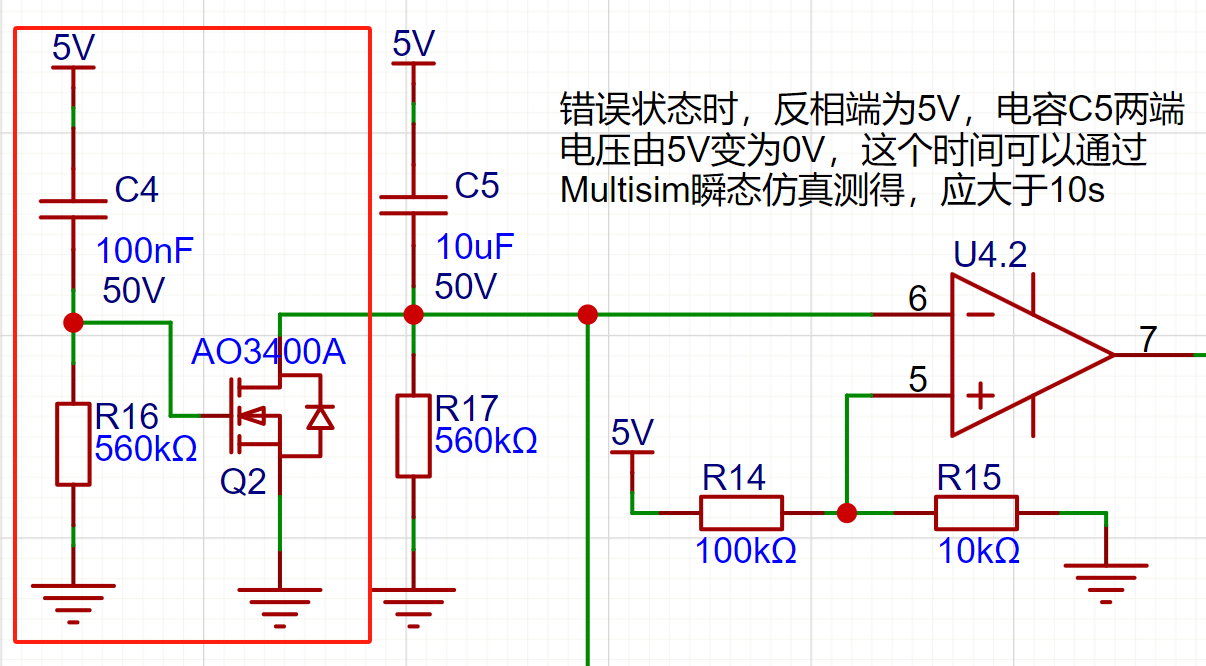 5V
C4
100nF
50V
AO3400A
R16
560kΩ
Q2
5V
C5
10uF
50V
R17
560kΩ
错误状态时，反相端为5V，电容C5两端
电压由5V变为0V，这个时间可以通过
Multisim瞬态仿真测得，应大于10s
U4.2
6
7
5
5V
R14
100kΩ
R15
10kΩ